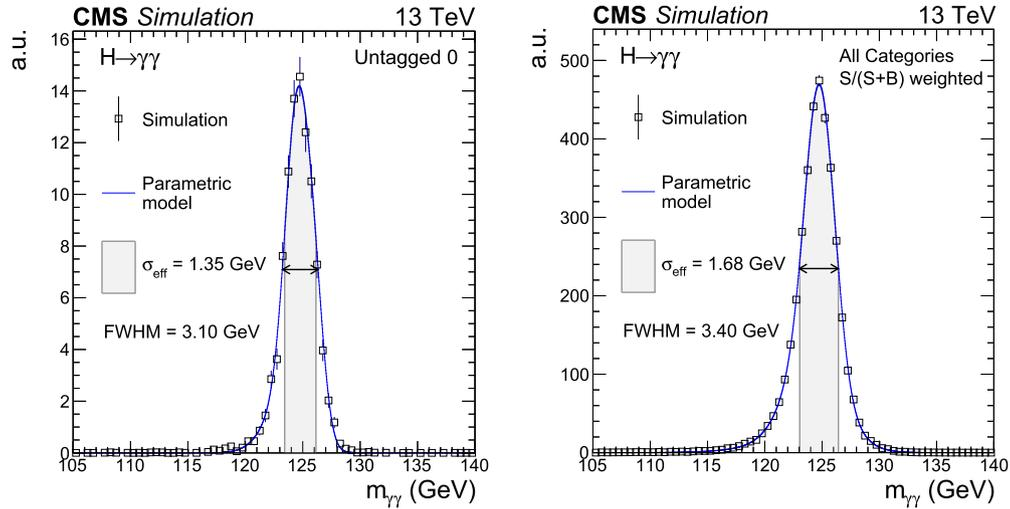 CMS Simulation 13 TeV
a.u.
16
14
12
10
8
6
4
2
0
H→γγ
Untagged 0
Simulation
Parametric
model
σeff = 1.35 GeV
FWHM = 3.10 GeV
105 110 115 120 125 130 135 140
mγγ (GeV)
CMS Simulation 13 TeV
a.u.
500
400
300
200
100
0
H→γγ
All Categories
S/(S+B) weighted
Simulation
Parametric
model
σeff = 1.68 GeV
FWHM = 3.40 GeV
105 110 115 120 125 130 135 140
mγγ (GeV)